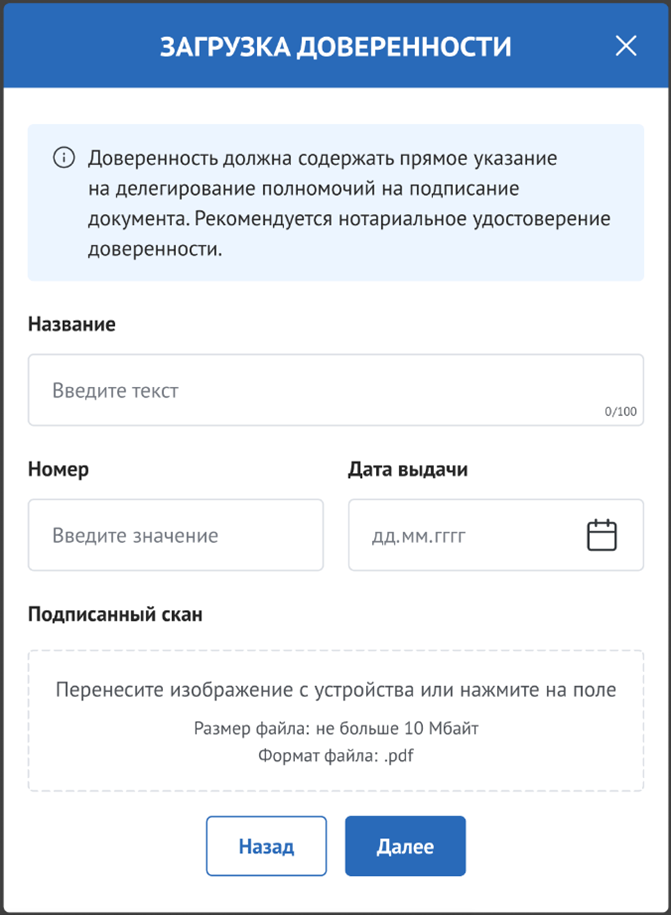 ЗАГРУЗКА ДОВЕРЕННОСТИ
Доверенность должна содержать прямое указание
на делегирование полномочий на подписание
документа. Рекомендуется нотариальное удостоверение
доверенности.
Название
Введите текст
0/100
Номер
Дата выдачи
Введите значение
дд.мм.гггг
Подписанный скан
Перенесите изображение с устройства или нажмите на поле
Размер файла: не больше 10 Мбайт
Формат файла: .pdf
Назад
Далее